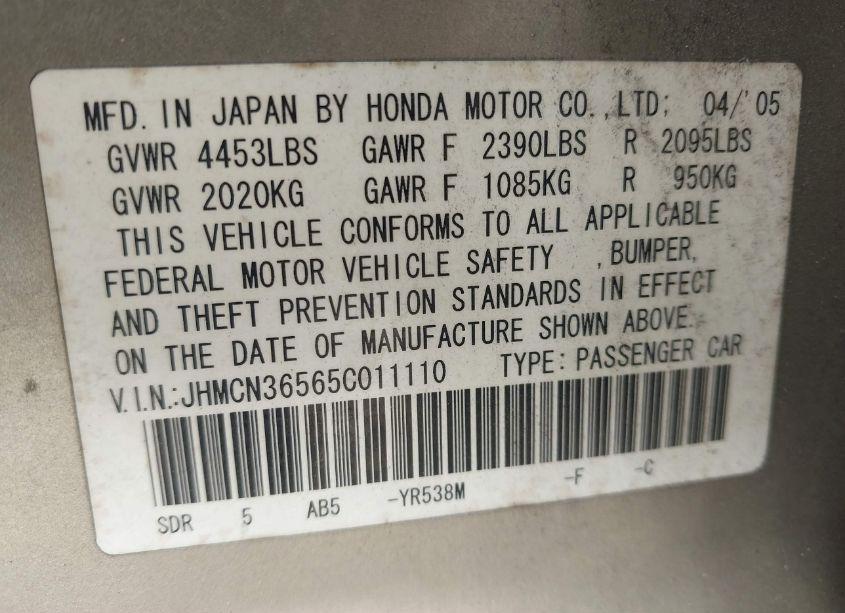 MFD. IN JAPAN BY HONDA MOTOR CO.,LTD; 04/'05
GVWR 4453LBS GAWR F 2390LBS R 2095LBS
GVWR 2020KG GAWR F 1085KG R 950KG
THIS VEHICLE CONFORMS TO ALL APPLICABLE
FEDERAL MOTOR VEHICLE SAFETY , BUMPER,
AND THEFT PREVENTION STANDARDS IN EFFECT
ON THE DATE OF MANUFACTURE SHOWN ABOVE.
V.I.N.:JHMCN36565C011110 TYPE: PASSENGER CAR
SDR 5 AB5 -YR538M -F -C